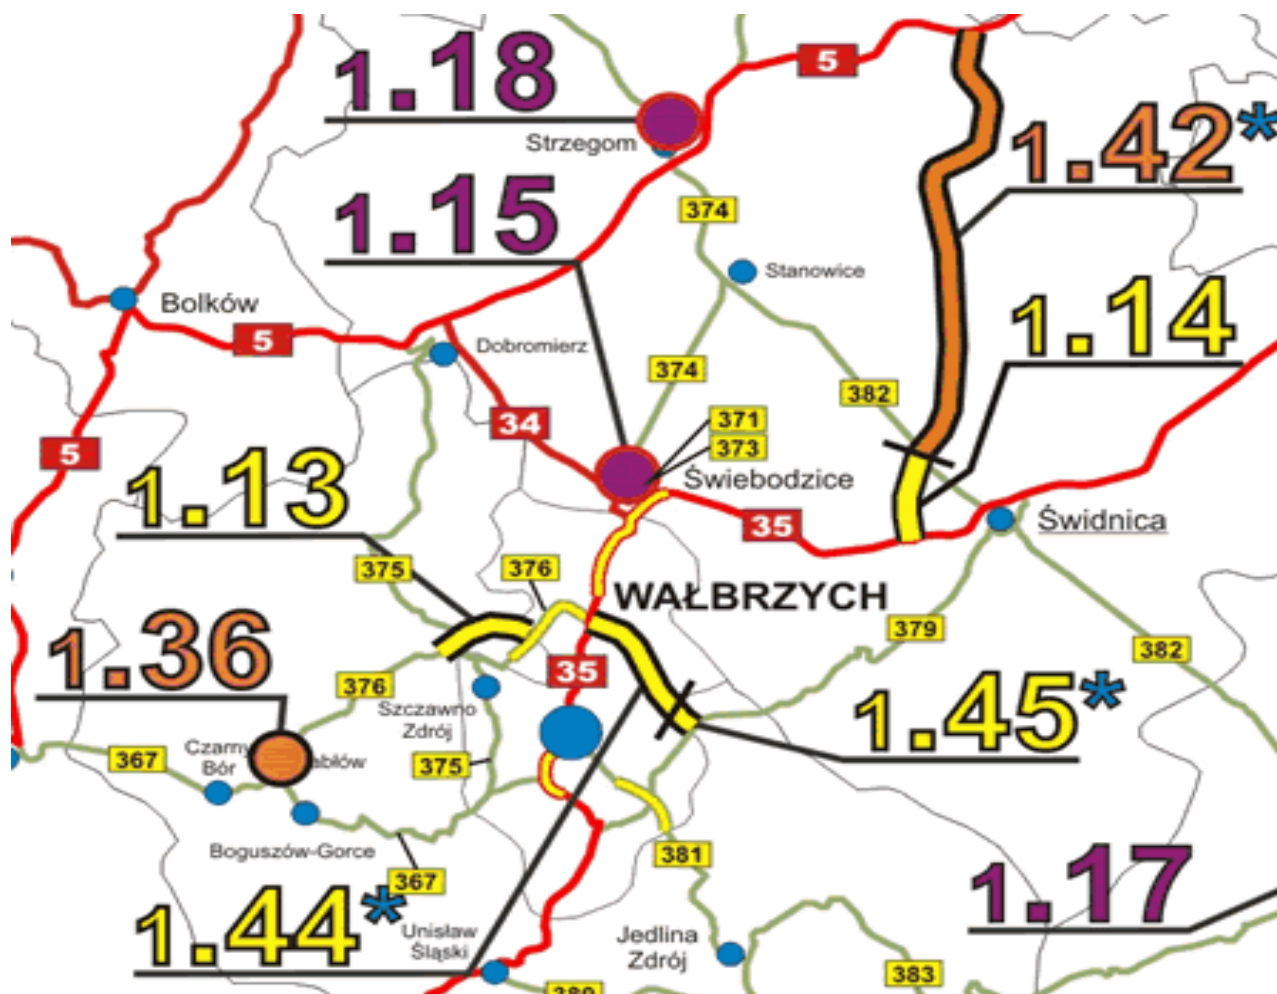 1.18
5
Strzegom
1.42*
1.15
374
Stanowice
Bolków
5
Dobromierz
1.14
374
382
34
371
373
5
1.13
Świebodzice
35
Świdnica
375
376
WAŁBRZYCH
379
382
1.36
35
376
Szczawno
Zdrój
1.45*
367
Czarny
Bór
375
Boguszów-Gorce
381
367
1.17
1.44*
Unisław
Śląski
Jedlina
Zdrój
383